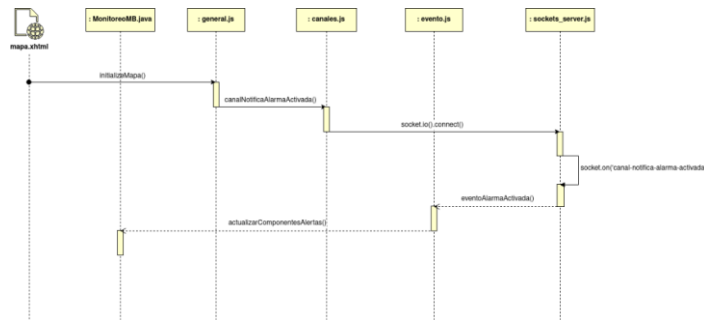 : MonitoreoMB.java
: general.js
: canales.js
: evento.js
: sockets_server.js
mapa.xhtml
initializeMapa()
canalNotificaAlarmaActivada()
socket.io().connect()
socket.on('canal-notifica-alarma-activada
eventoAlarmaActivada()
actualizarComponentesAlertas()